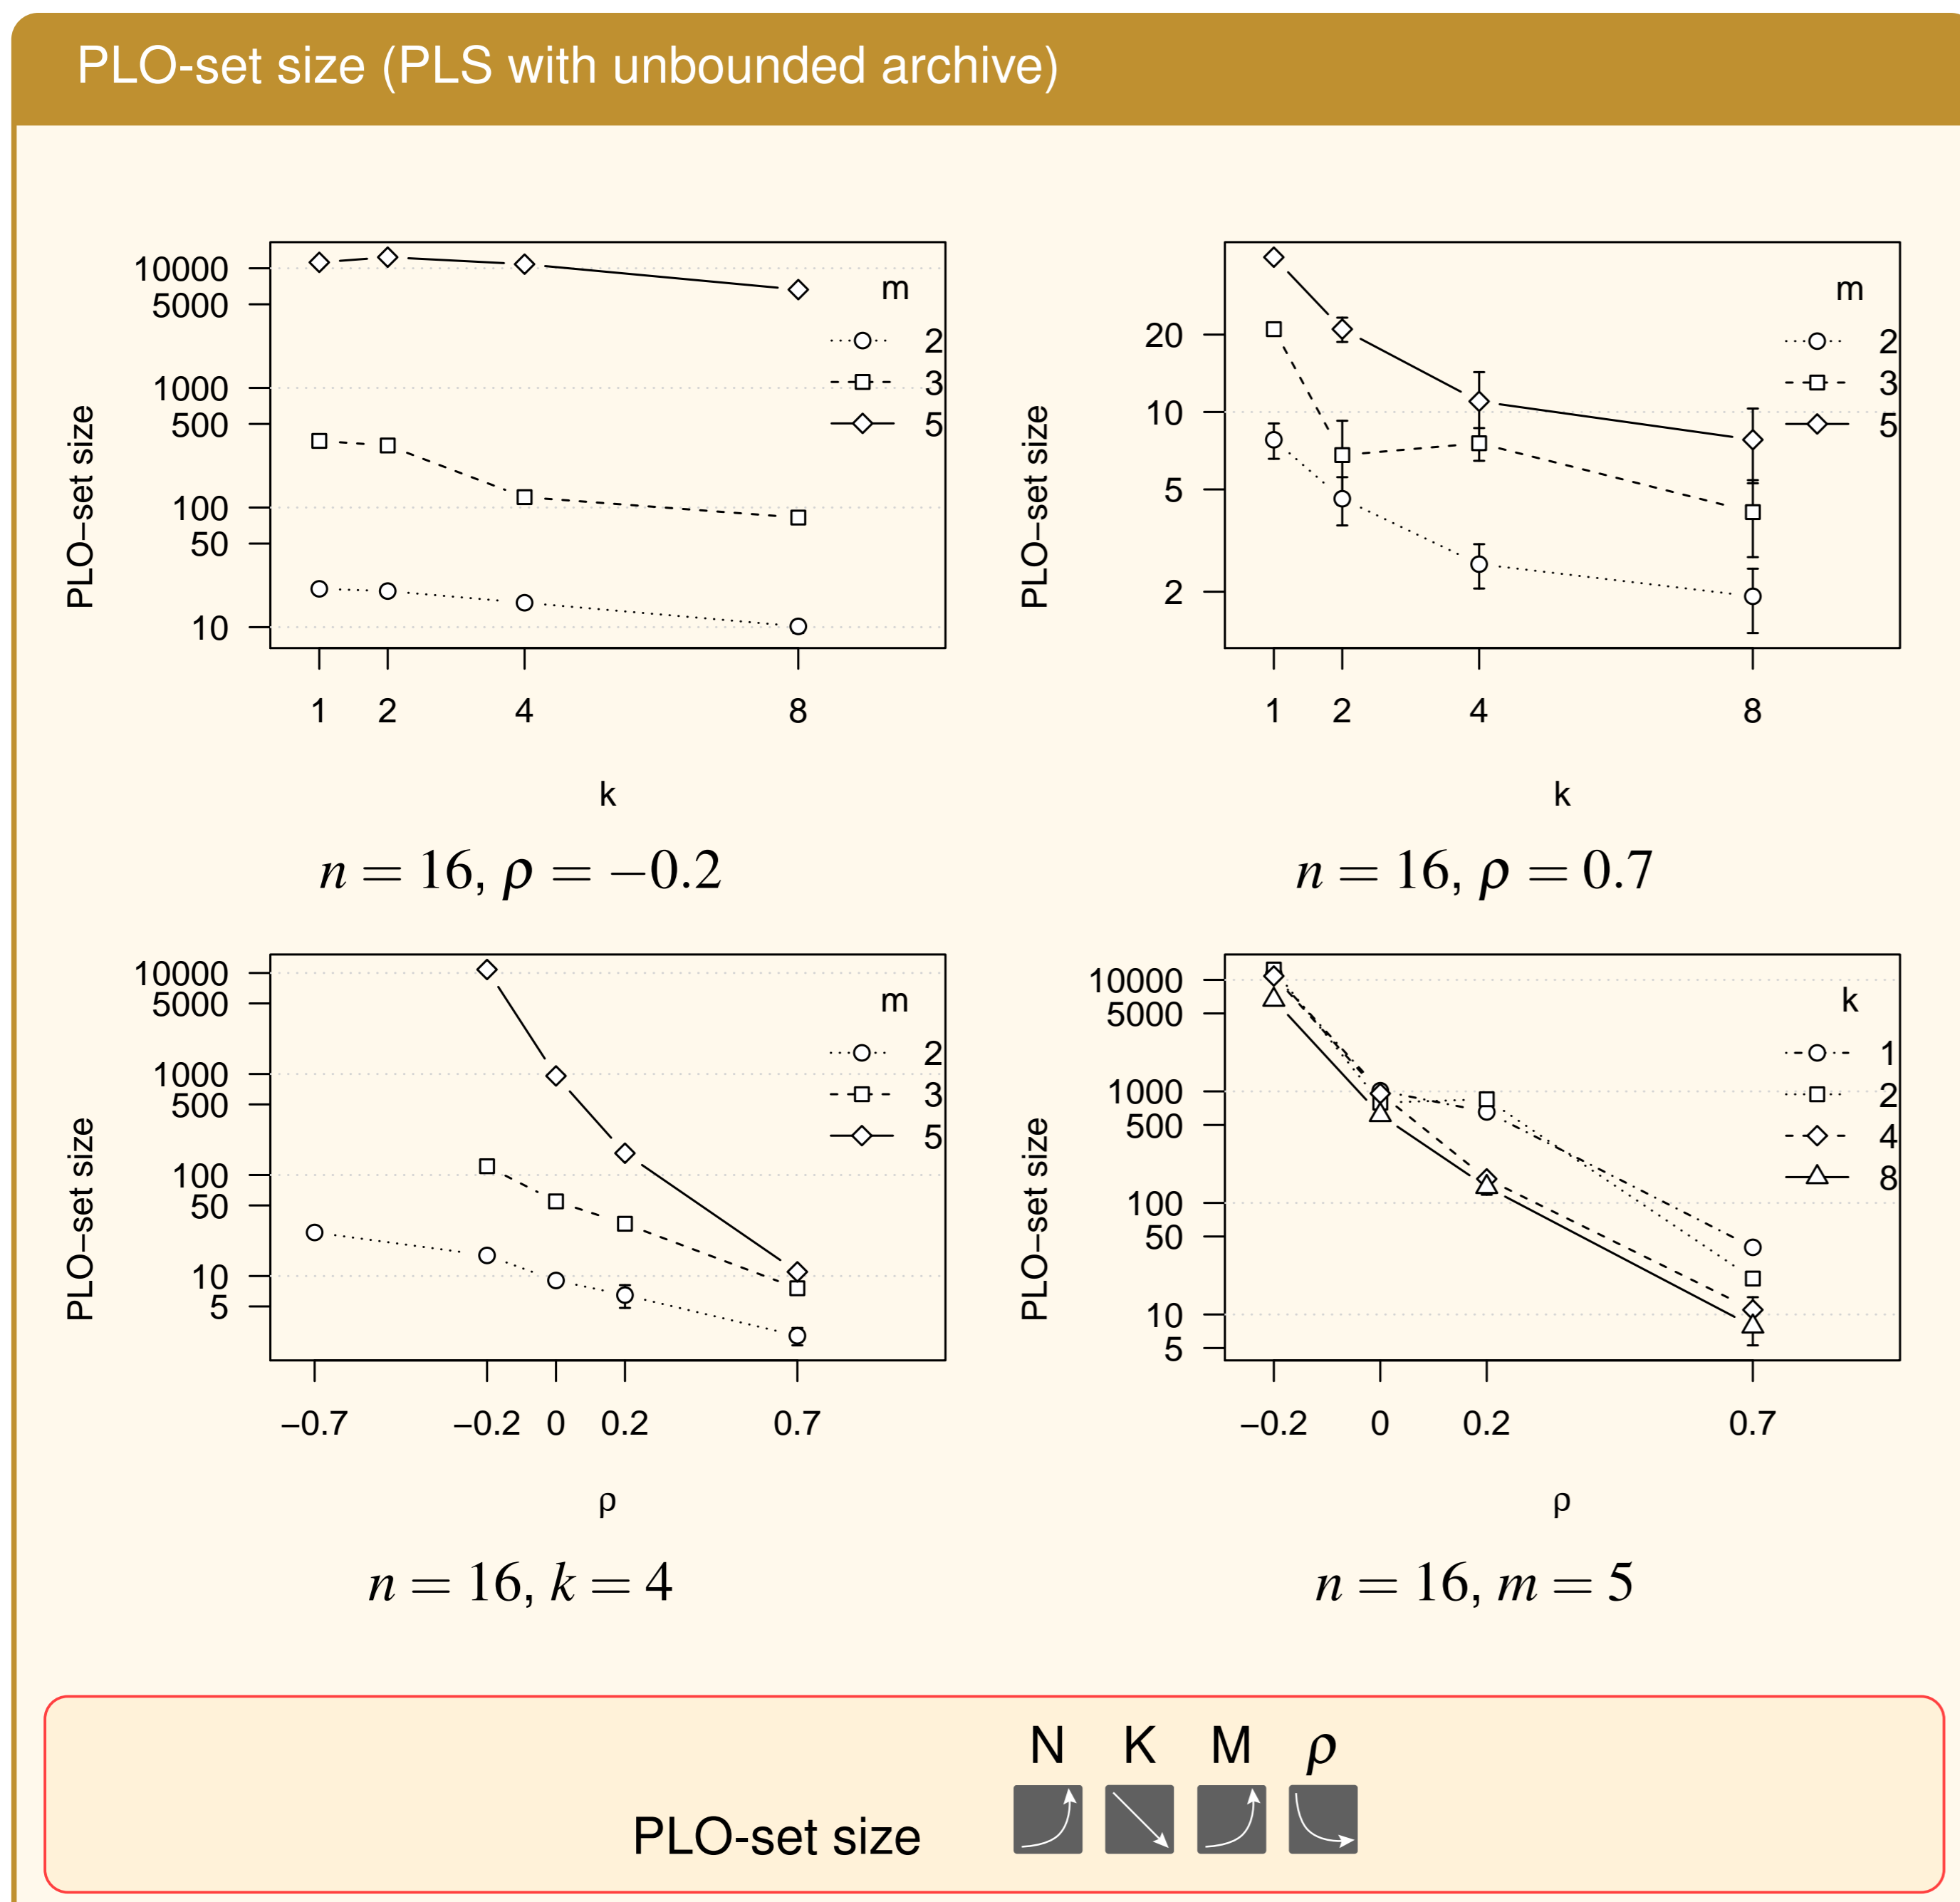 PLO-set size (PLS with unbounded archive)
PLO−set size
10000
5000
1000
500
100
50
10
1 2 4 8
k
m
2
3
5
n = 16, ρ = −0.2
PLO−set size
20
10
5
2
1 2 4 8
k
m
2
3
5
n = 16, ρ = 0.7
PLO−set size
10000
5000
1000
500
100
50
10
5
−0.7 −0.2 0 0.2 0.7
ρ
m
2
3
5
n = 16, k = 4
PLO−set size
10000
5000
1000
500
100
50
10
5
−0.2 0 0.2 0.7
ρ
k
1
2
4
8
n = 16, m = 5
N K M ρ
PLO-set size